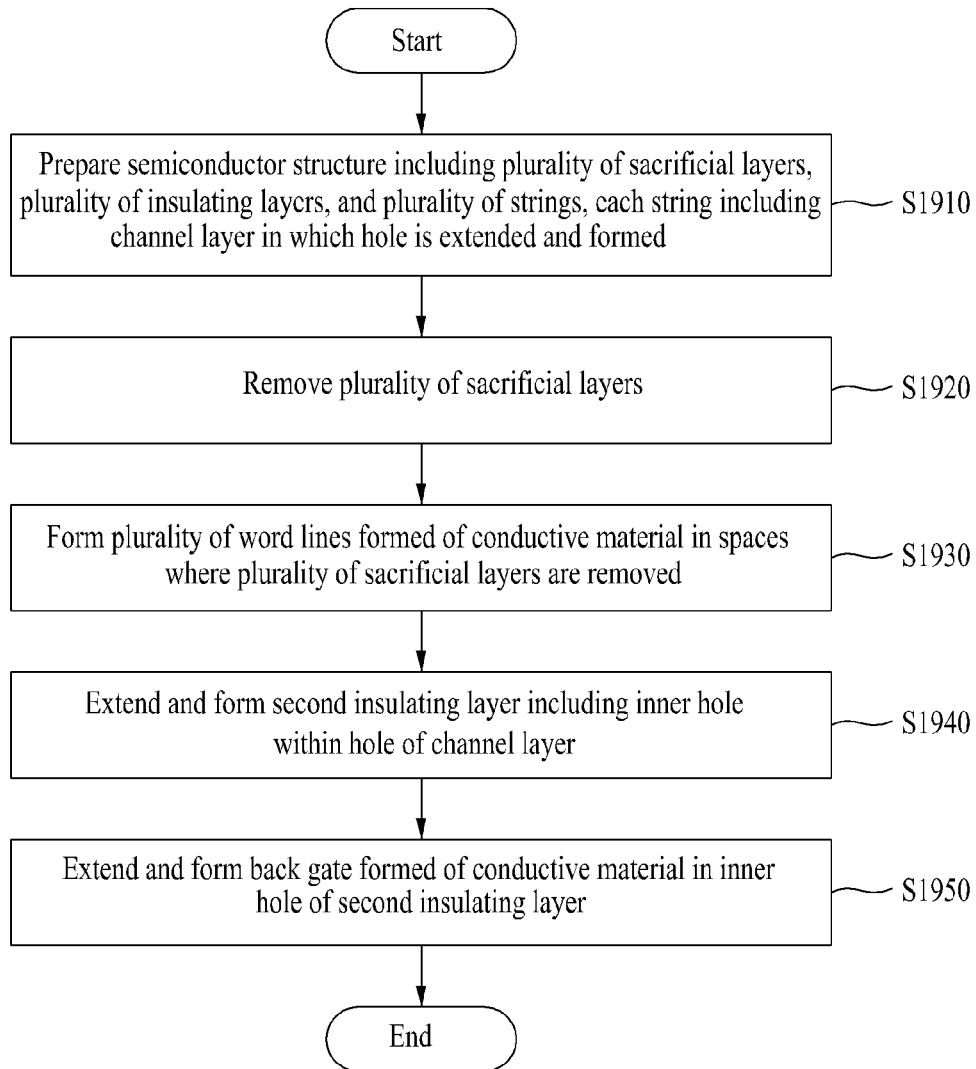 Start
Prepare semiconductor structure including plurality of sacrificial layers,
plurality of insulating layers, and plurality of strings, each string including
channel layer in which hole is extended and formed
S1910
Remove plurality of sacrificial layers
S1920
Form plurality of word lines formed of conductive material in spaces
where plurality of sacrificial layers are removed
S1930
Extend and form second insulating layer including inner hole
within hole of channel layer
S1940
Extend and form back gate formed of conductive material in inner
hole of second insulating layer
S1950
End